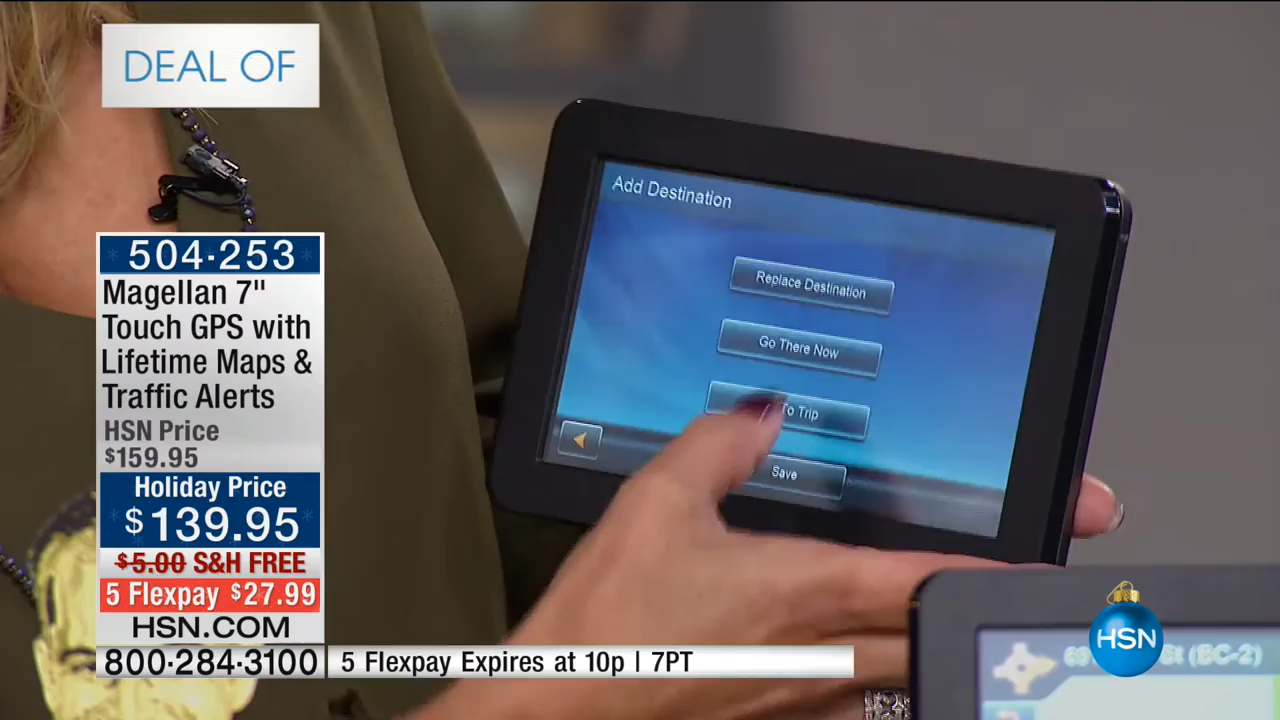 DEAL OF
504·253
Magellan 7"
Touch GPS with
Lifetime Maps &
Traffic Alerts
HSN Price
$159.95
Holiday Price
$139.95
$5.00 S&H FREE
5 Flexpay $27.99
HSN.COM
800·284·3100
5 Flexpay Expires at 10p | 7PT
Add Destination
Replace Destination
Go There Now
To Trip
Save
HSN
(BC-2)